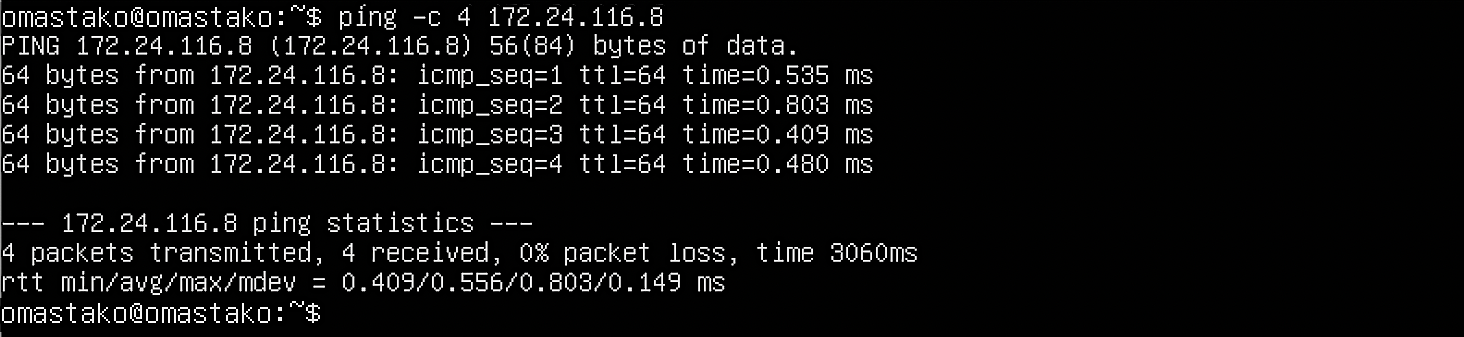 omastako@omastako:~$ ping -c 4 172.24.116.8
PING 172.24.116.8 (172.24.116.8) 56(84) bytes of data.
64 bytes from 172.24.116.8: icmp_seq=1 ttl=64 time=0.535 ms
64 bytes from 172.24.116.8: icmp_seq=2 ttl=64 time=0.803 ms
64 bytes from 172.24.116.8: icmp_seq=3 ttl=64 time=0.409 ms
64 bytes from 172.24.116.8: icmp_seq=4 ttl=64 time=0.480 ms
--- 172.24.116.8 ping statistics ---
4 packets transmitted, 4 received, 0% packet loss, time 3060ms
rtt min/avg/max/mdev = 0.409/0.556/0.803/0.149 ms
omastako@omastako:~$